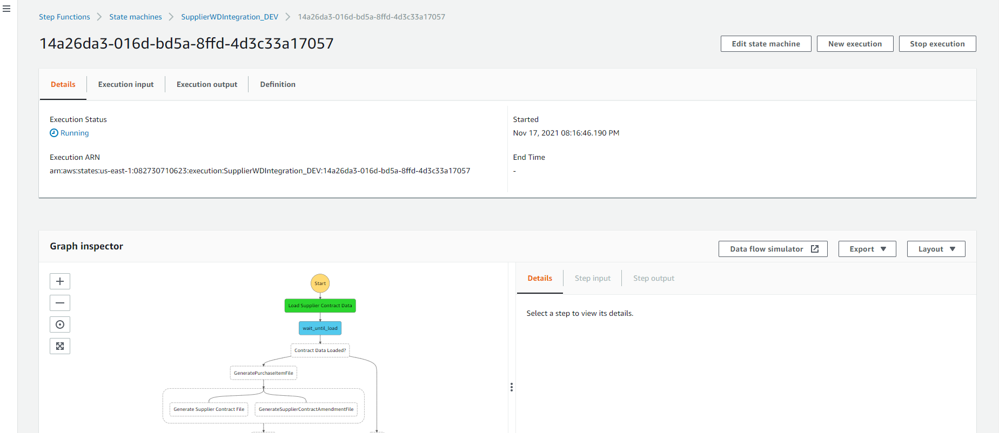 Step Functions > State machines > SupplierWDIntegration_DEV > 14a26da3-016d-bd5a-8ffd-4d3c33a17057
14a26da3-016d-bd5a-8ffd-4d3c33a17057
Edit state machine
New execution
Stop execution
Details
Execution input
Execution output
Definition
Execution Status
Running
Started
Nov 17, 2021 08:16:46.190 PM
Execution ARN
arn:aws:states:us-east-1:082730710623:execution:SupplierWDIntegration_DEV:14a26da3-016d-bd5a-8ffd-4d3c33a17057
End Time
-
Graph inspector
Data flow simulator
Export
Layout
Start
Load Supplier Contract Data
wait_until_load
Contract Data Loaded?
GeneratePurchaseItemFile
Generate Supplier Contract File
GenerateSupplierContractAmendmentFile
Details
Step input
Step output
Select a step to view its details.